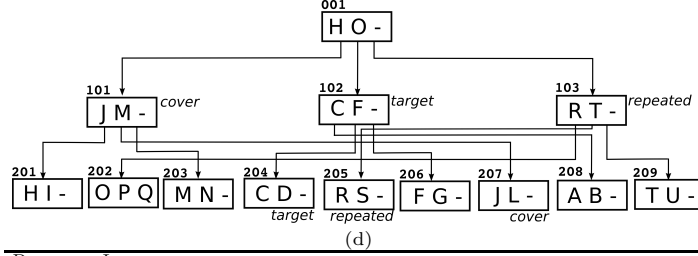 001
H O -
101
J M - cover
102
C F - target
103
R T - repeated
201
H I -
202
O P Q
203
M N -
204
C D -
target
205
R S -
repeated
206
F G -
207
J L -
cover
208
A B -
209
T U -
(d)